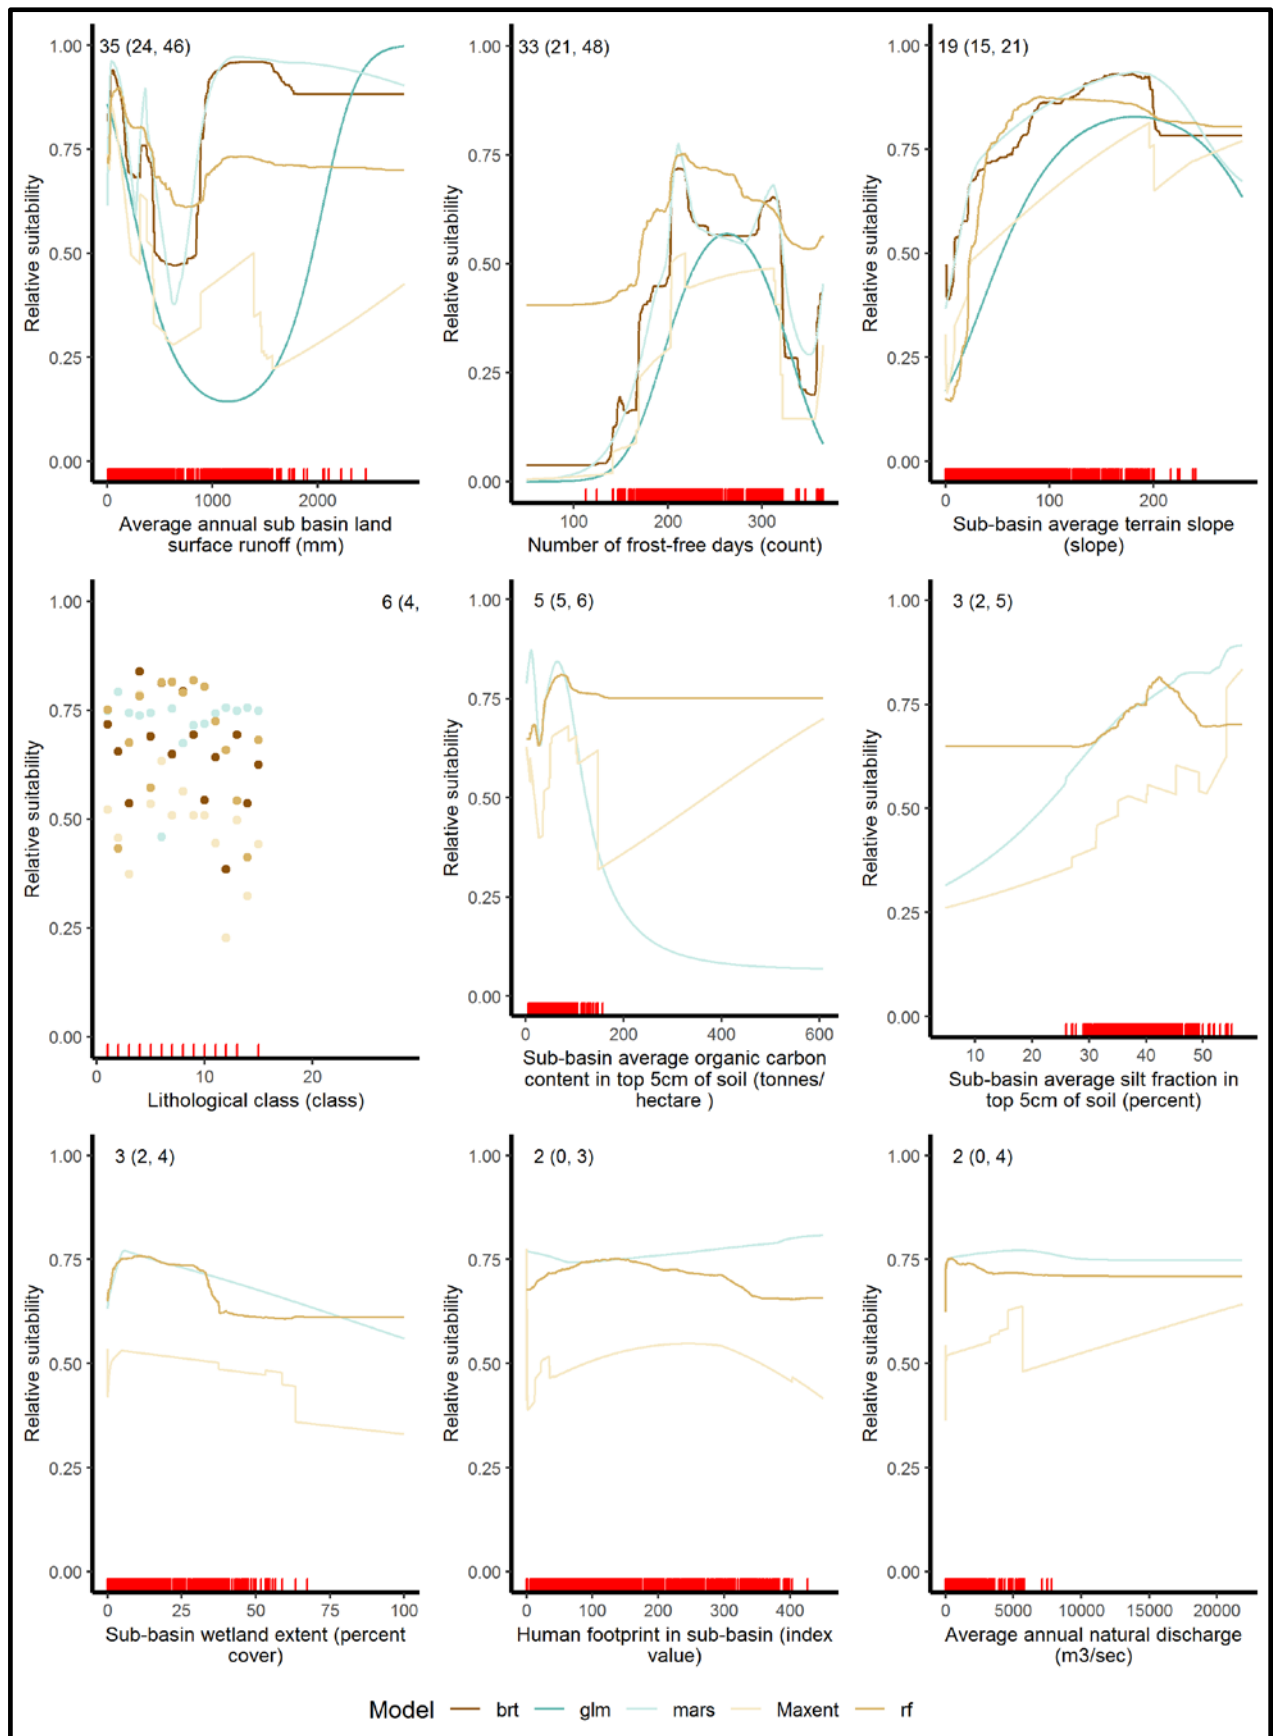 35 (24, 46)
1.00
0.75
0.50
0.25
0.00
Relative suitability
0
1000
2000
Average annual sub basin land
surface runoff (mm)
33 (21, 48)
1.00
0.75
0.50
0.25
0.00
Relative suitability
100
200
300
Number of frost-free days (count)
19 (15, 21)
1.00
0.75
0.50
0.25
0.00
Relative suitability
0
100
200
Sub-basin average terrain slope
(slope)
6 (4,
1.00
0.75
0.50
0.25
0.00
Relative suitability
0
10
20
Lithological class (class)
5 (5, 6)
1.00
0.75
0.50
0.25
0.00
Relative suitability
0
200
400
600
Sub-basin average organic carbon
content in top 5cm of soil (tonnes/
hectare )
3 (2, 5)
1.00
0.75
0.50
0.25
0.00
Relative suitability
10
20
30
40
50
Sub-basin average silt fraction in
top 5cm of soil (percent)
3 (2, 4)
1.00
0.75
0.50
0.25
0.00
Relative suitability
0
25
50
75
100
Sub-basin wetland extent (percent
cover)
2 (0, 3)
1.00
0.75
0.50
0.25
0.00
Relative suitability
0
100
200
300
400
Human footprint in sub-basin (index
value)
2 (0, 4)
1.00
0.75
0.50
0.25
0.00
Relative suitability
0
5000
10000
15000
20000
Average annual natural discharge
(m3/sec)
Model brt glm mars Maxent rf